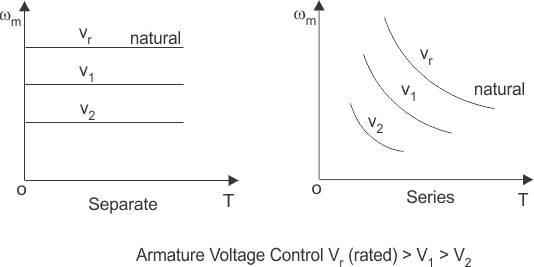 ωm
vr natural
v1
v2
o
Separate T
ωm
vr
v1 natural
v2
o
Series T
Armature Voltage Control Vr (rated) > V1 > V2